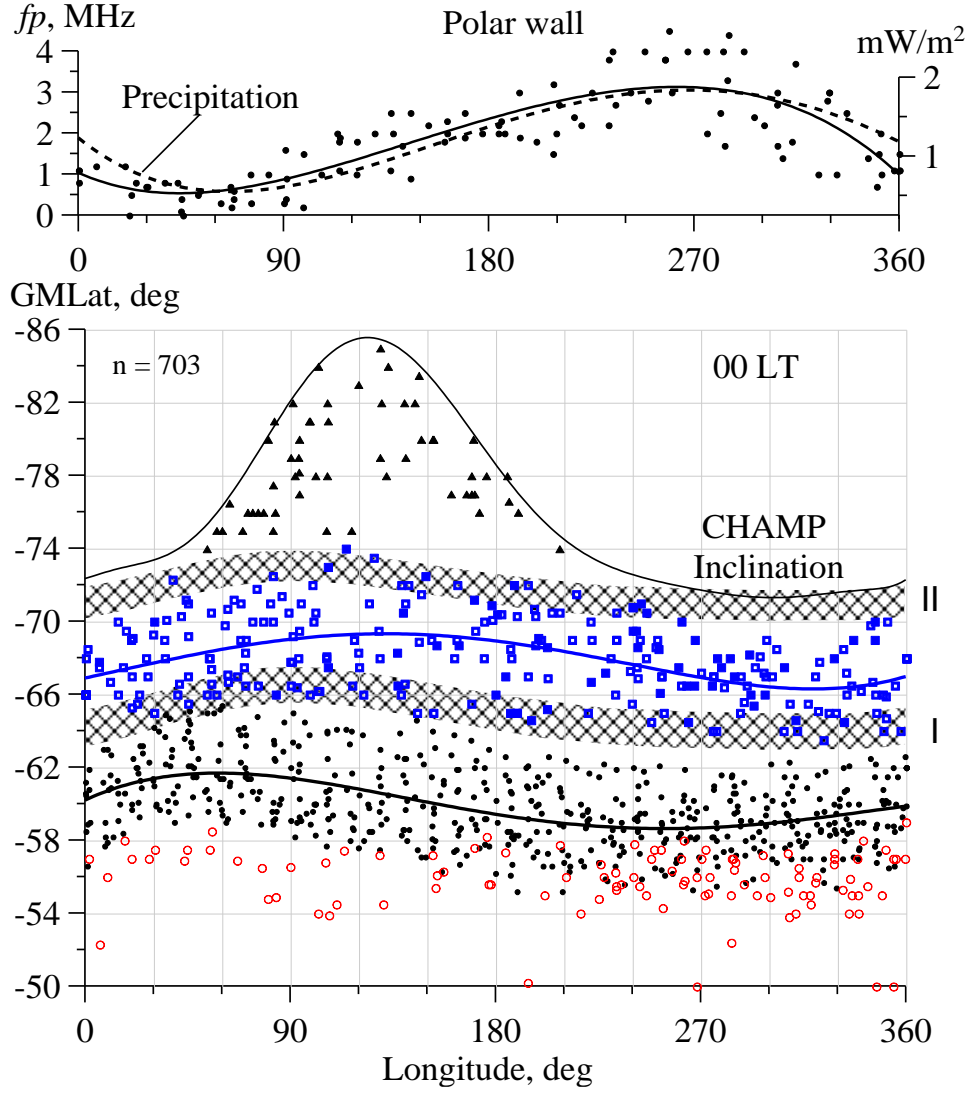 fp, MHz
Polar wall
mW/m²
4
3
2
1
0
Precipitation
2
1
0 90 180 270 360
GMLat, deg
-86
-82
-78
-74
-70
-66
-62
-58
-54
-50
n = 703
00 LT
CHAMP
Inclination
II
I
0 90 180 270 360
Longitude, deg